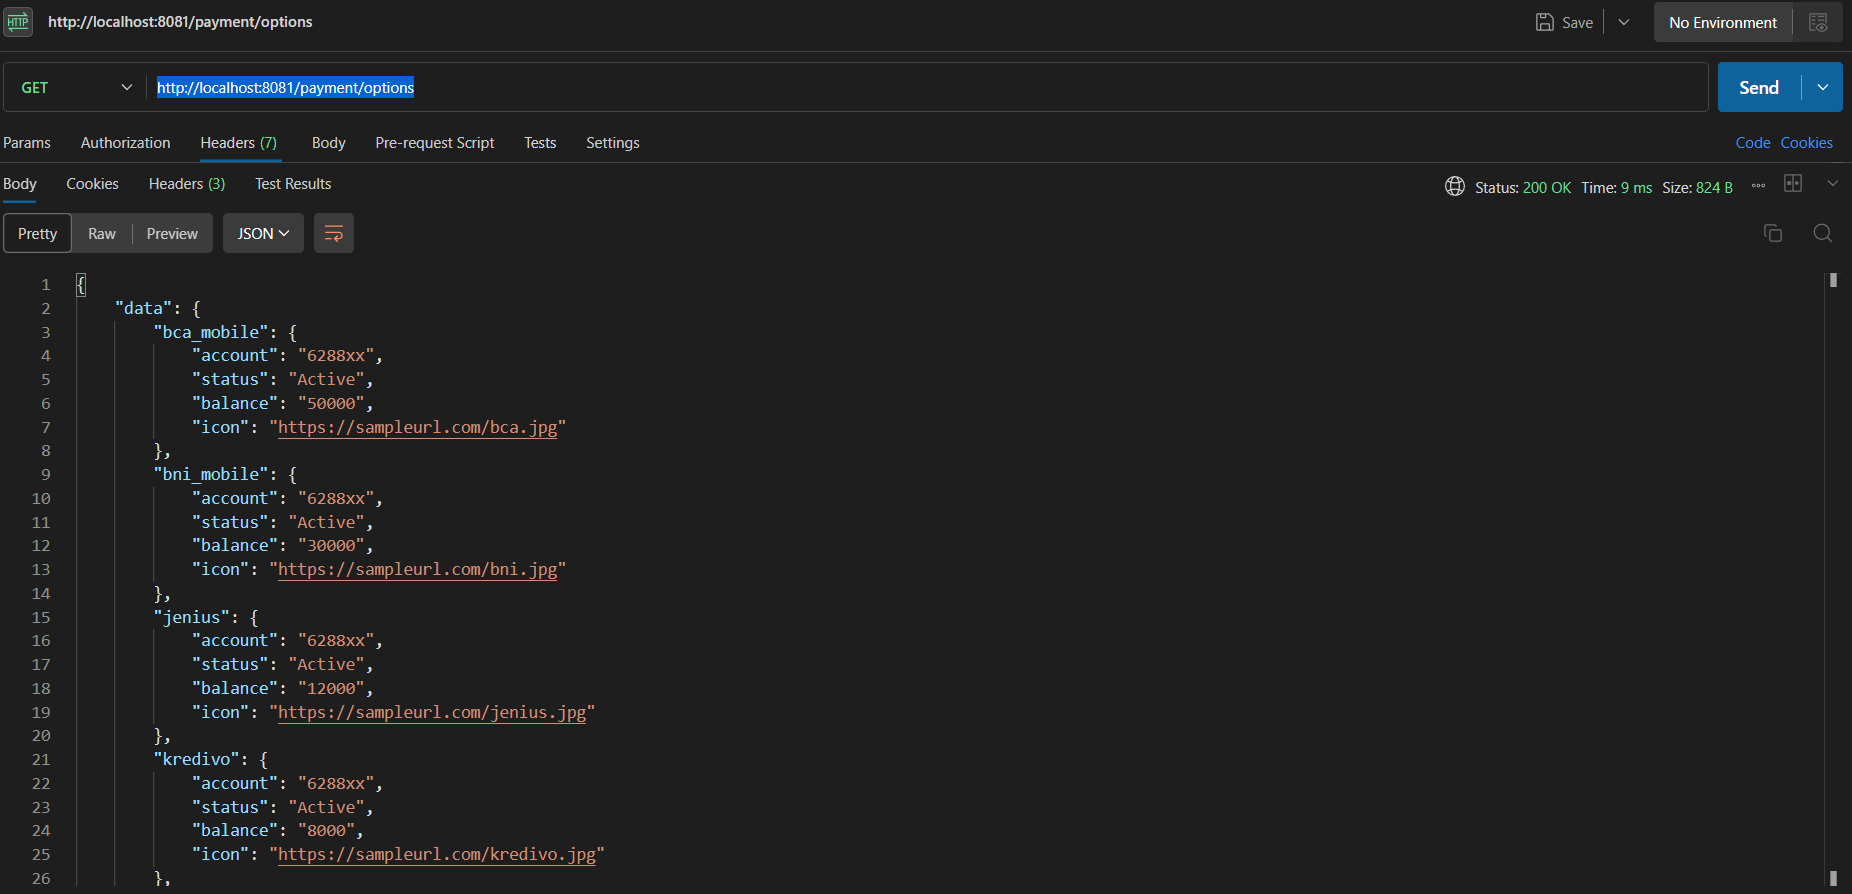 HTTP http://localhost:8081/payment/options Save No Environment
GET http://localhost:8081/payment/options Send
Params Authorization Headers (7) Body Pre-request Script Tests Settings Code Cookies
Body Cookies Headers (3) Test Results Status: 200 OK Time: 9 ms Size: 824 B
Pretty Raw Preview JSON
1 {
2 "data": {
3 "bca_mobile": {
4 "account": "6288xx",
5 "status": "Active",
6 "balance": "50000",
7 "icon": "https://sampleurl.com/bca.jpg"
8 },
9 "bni_mobile": {
10 "account": "6288xx",
11 "status": "Active",
12 "balance": "30000",
13 "icon": "https://sampleurl.com/bni.jpg"
14 },
15 "jenius": {
16 "account": "6288xx",
17 "status": "Active",
18 "balance": "12000",
19 "icon": "https://sampleurl.com/jenius.jpg"
20 },
21 "kredivo": {
22 "account": "6288xx",
23 "status": "Active",
24 "balance": "8000",
25 "icon": "https://sampleurl.com/kredivo.jpg"
26 },